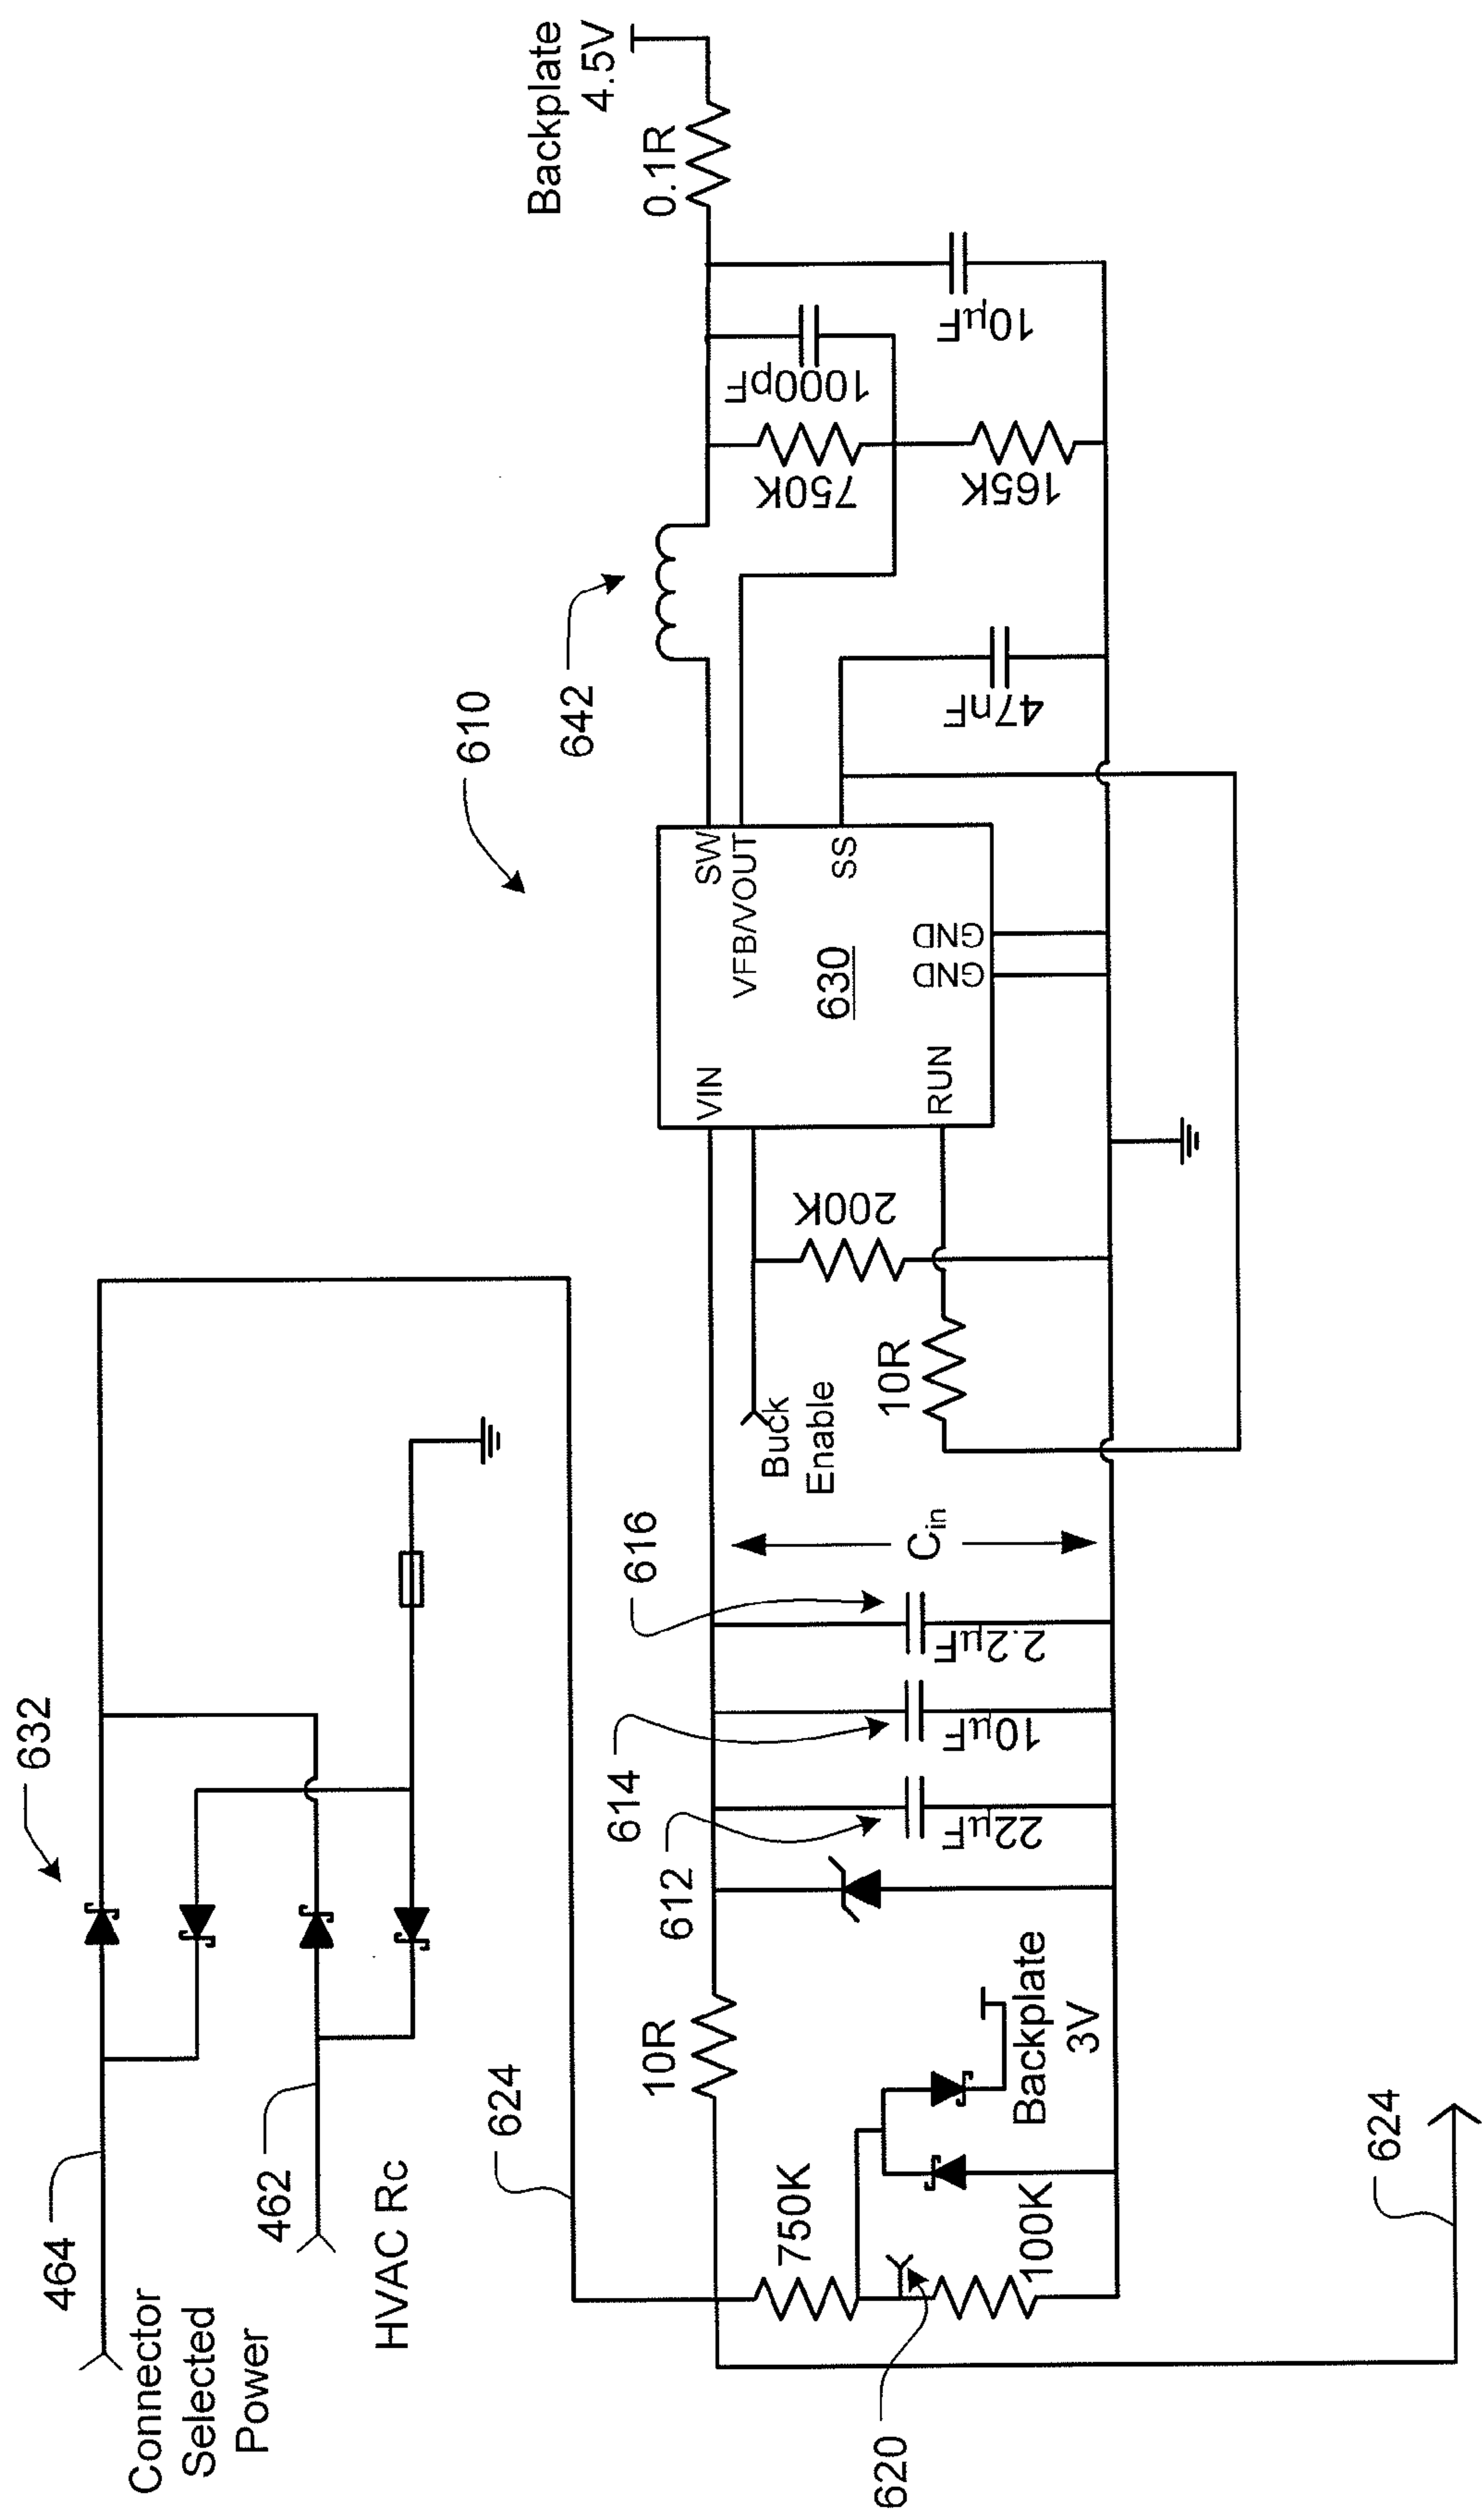 464
Connector
Selected
Power
462
HVAC Rc
632
624
610
642
Backplate
4.5V
0.1R
10µF
1000pF
750K
165K
47nF
SW
VFB/VOUT
SS
GND
GND
630
VIN
RUN
200K
10R
Buck
Enable
616
Cin
614
612
2.2µF
10µF
22µF
10R
Backplate
3V
750K
100K
620
624